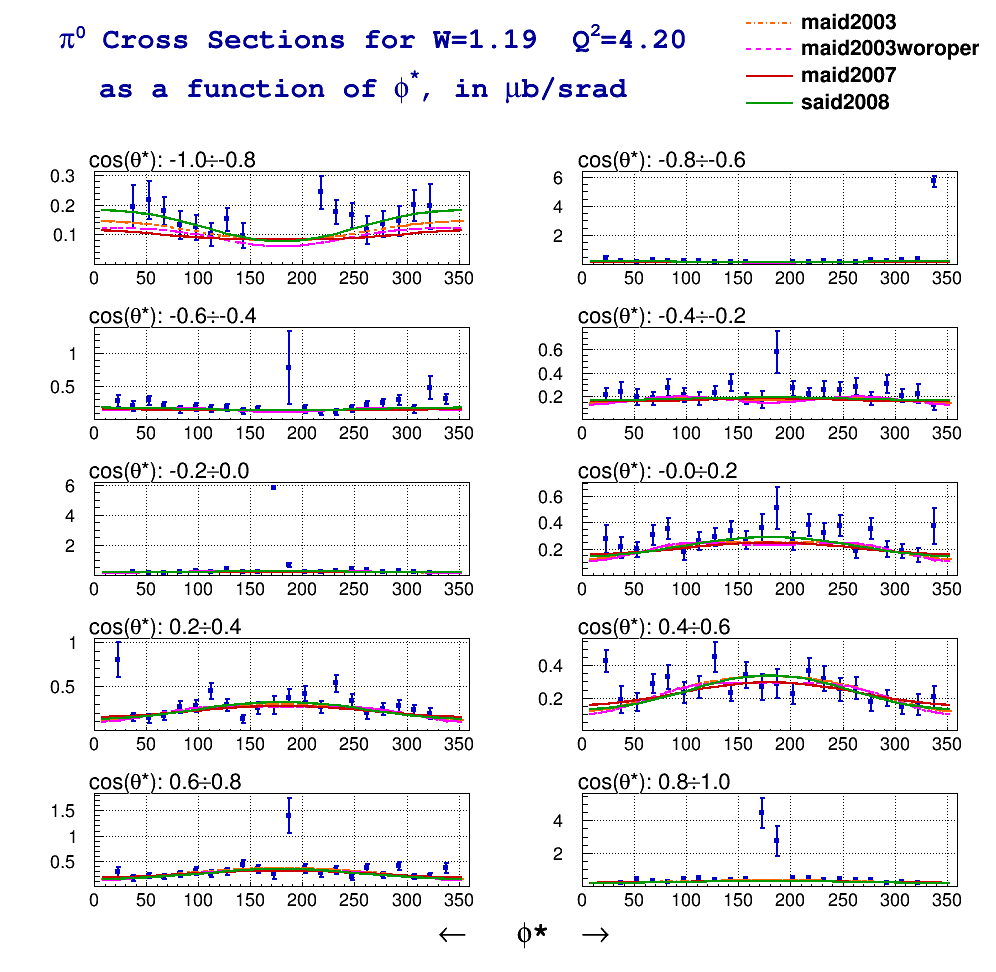 π⁰ Cross Sections for W=1.19 Q²=4.20
as a function of ϕ*, in μb/srad
maid2003
maid2003woroper
maid2007
said2008
cos(θ*): -1.0÷-0.8
0.3
0.2
0.1
0 50 100 150 200 250 300 350
cos(θ*): -0.8÷-0.6
6
4
2
0 50 100 150 200 250 300 350
cos(θ*): -0.6÷-0.4
1
0.5
0 50 100 150 200 250 300 350
cos(θ*): -0.4÷-0.2
0.6
0.4
0.2
0 50 100 150 200 250 300 350
cos(θ*): -0.2÷0.0
6
4
2
0 50 100 150 200 250 300 350
cos(θ*): -0.0÷0.2
0.6
0.4
0.2
0 50 100 150 200 250 300 350
cos(θ*): 0.2÷0.4
1
0.5
0 50 100 150 200 250 300 350
cos(θ*): 0.4÷0.6
0.4
0.2
0 50 100 150 200 250 300 350
cos(θ*): 0.6÷0.8
1.5
1
0.5
0 50 100 150 200 250 300 350
cos(θ*): 0.8÷1.0
4
2
0 50 100 150 200 250 300 350
← ϕ* →